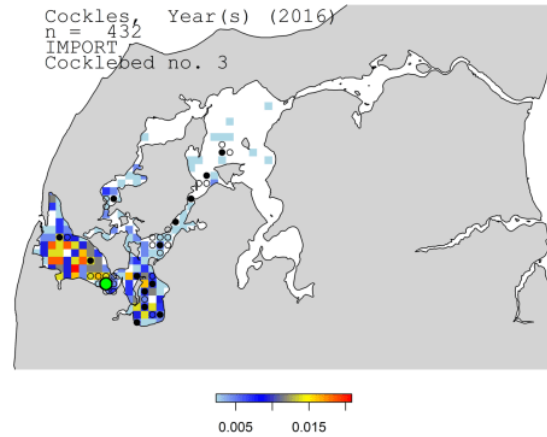 Cockles, Year(s) (2016)
n = 432
IMPORT
Cocklebed no. 3
0.005 0.015